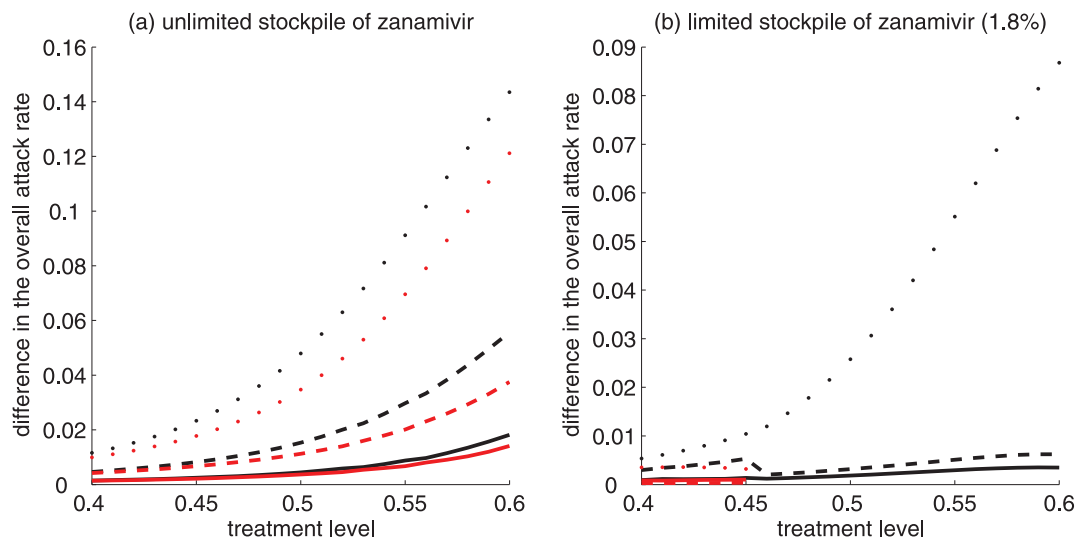 (a) unlimited stockpile of zanamivir
0.16
0.14
0.12
0.1
0.08
0.06
0.04
0.02
0
difference in the overall attack rate
0.4 0.45 0.5 0.55 0.6
treatment level
(b) limited stockpile of zanamivir (1.8%)
0.09
0.08
0.07
0.06
0.05
0.04
0.03
0.02
0.01
0
difference in the overall attack rate
0.4 0.45 0.5 0.55 0.6
treatment level